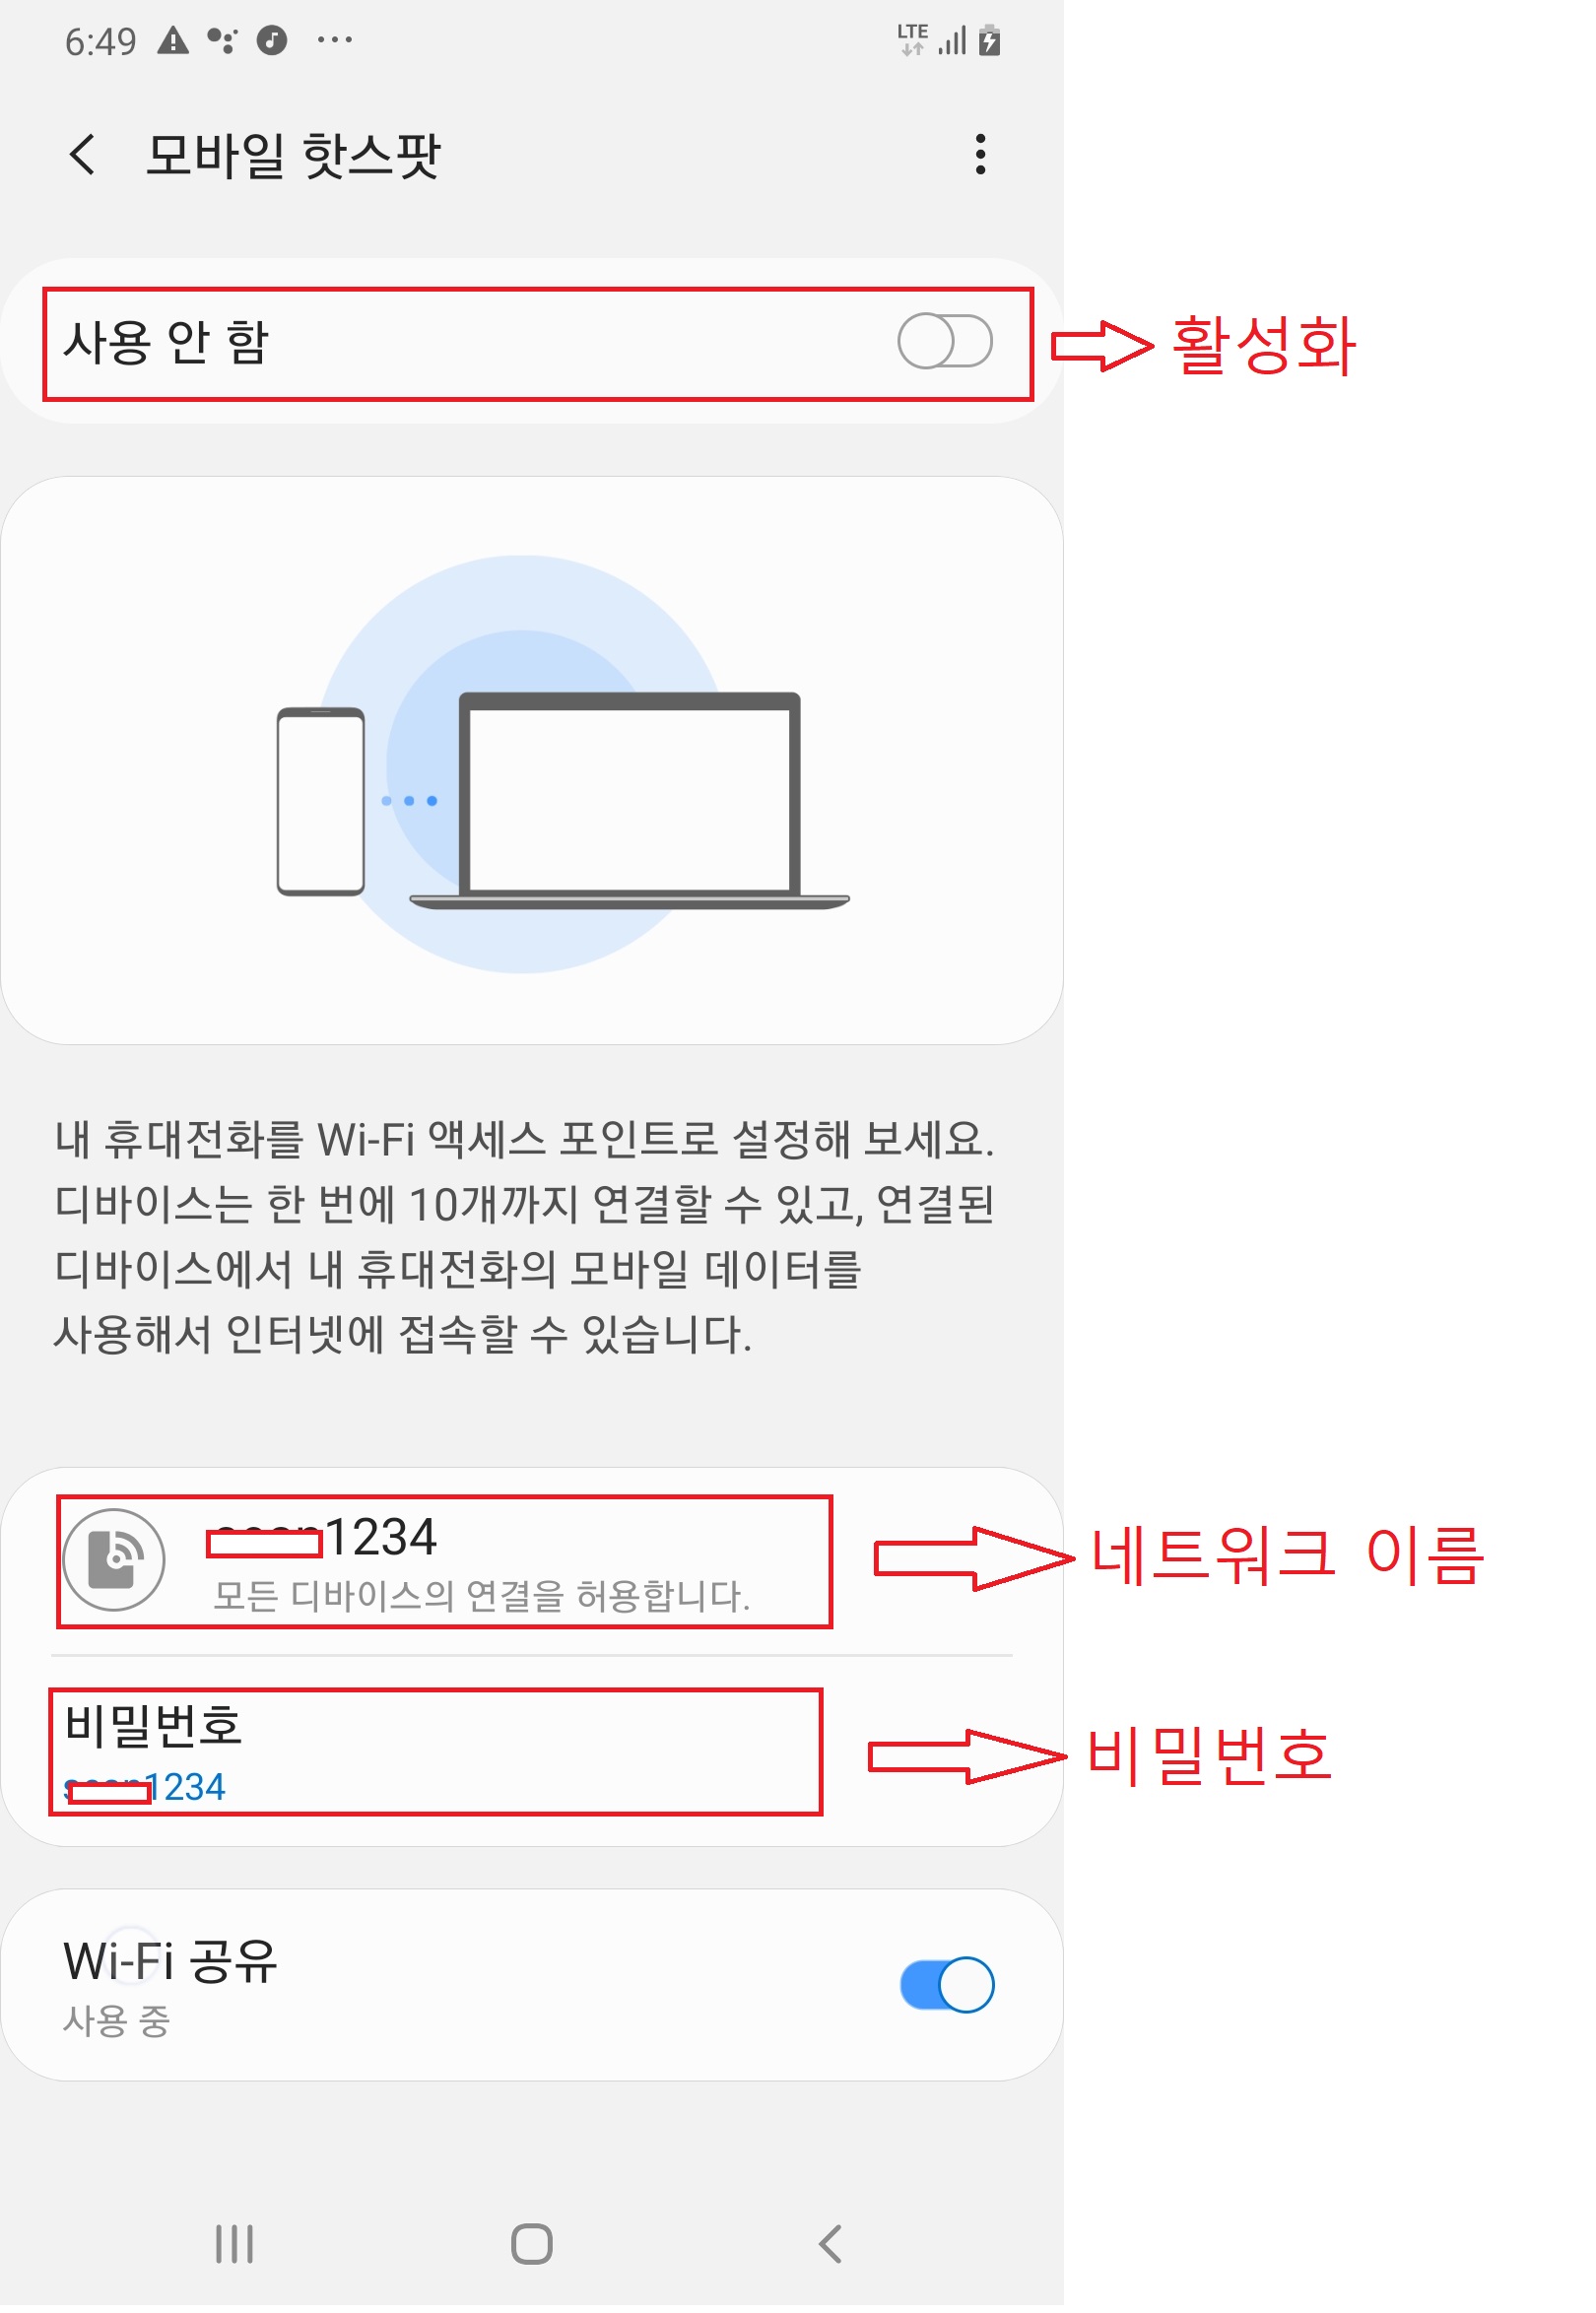 6:49
LTE
모바일 핫스팟
사용 안 함
활성화
내 휴대전화를 Wi-Fi 액세스 포인트로 설정해 보세요.
디바이스는 한 번에 10개까지 연결할 수 있고, 연결된
디바이스에서 내 휴대전화의 모바일 데이터를
사용해서 인터넷에 접속할 수 있습니다.
1234
모든 디바이스의 연결을 허용합니다.
네트워크 이름
비밀번호
1234
비밀번호
Wi-Fi 공유
사용 중